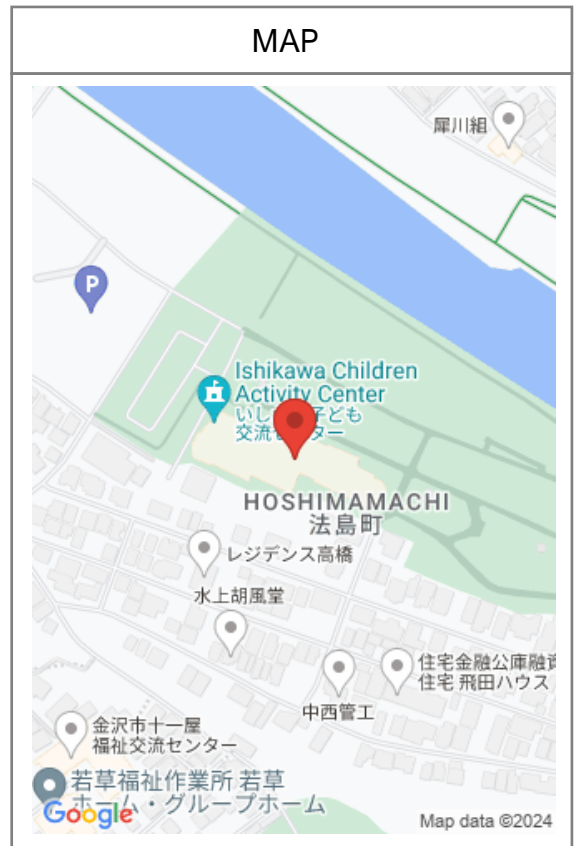 MAP
犀川組
P
Ishikawa Children
Activity Center
いし 子ども
交流 ター
HOSHIMAMACHI
法島町
レジデンス高橋
水上胡風堂
住宅金融公庫融資
住宅 飛田ハウス
中西管工
金沢市十一屋
福祉交流センター
若草福祉作業所 若草
ホーム・グループホーム
Google
Map data ©2024